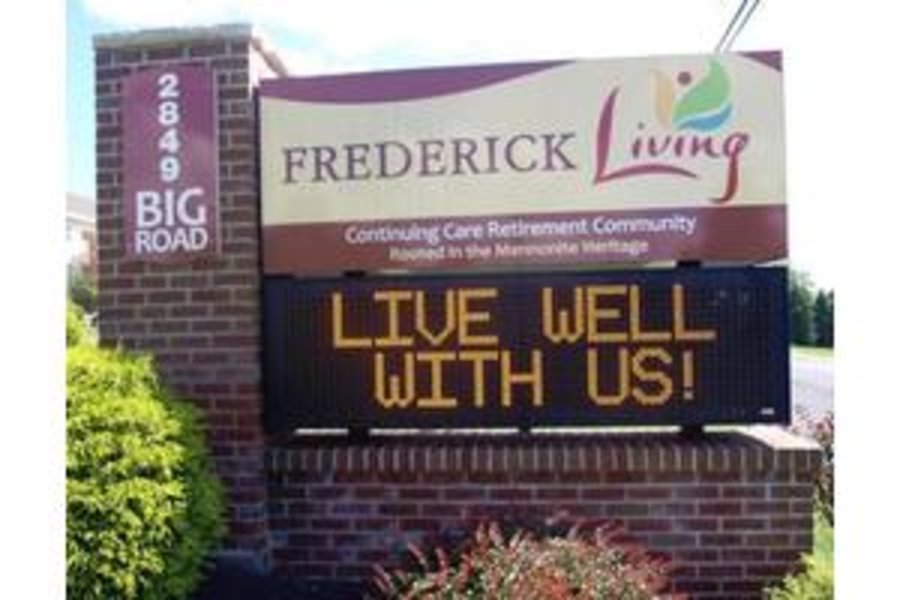 2849
BIG
ROAD
FREDERICK Living
Continuing Care Retirement Community
Rooted in the Mennonite Heritage
LIVE WELL
WITH US!